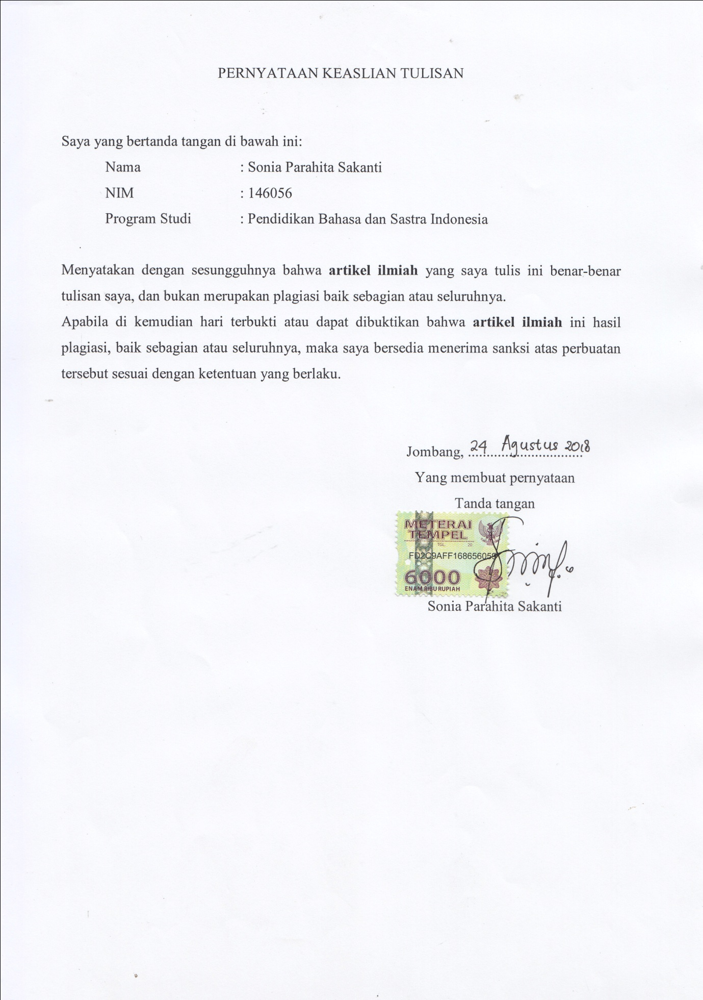 PERNYATAAN KEASLIAN TULISAN
Saya yang bertanda tangan di bawah ini:
Nama : Sonia Parahita Sakanti
NIM : 146056
Program Studi : Pendidikan Bahasa dan Sastra Indonesia
Menyatakan dengan sesungguhnya bahwa artikel ilmiah yang saya tulis ini benar-benar
tulisan saya, dan bukan merupakan plagiasi baik sebagian atau seluruhnya.
Apabila di kemudian hari terbukti atau dapat dibuktikan bahwa artikel ilmiah ini hasil
plagiasi, baik sebagian atau seluruhnya, maka saya bersedia menerima sanksi atas perbuatan
tersebut sesuai dengan ketentuan yang berlaku.
Jombang, 24 Agustus 2018
Yang membuat pernyataan
Tanda tangan
METERAI
TEMPEL
TGL. 20
FD2C9AFF168656059
6000
ENAM RIBU RUPIAH
Sonia Parahita Sakanti